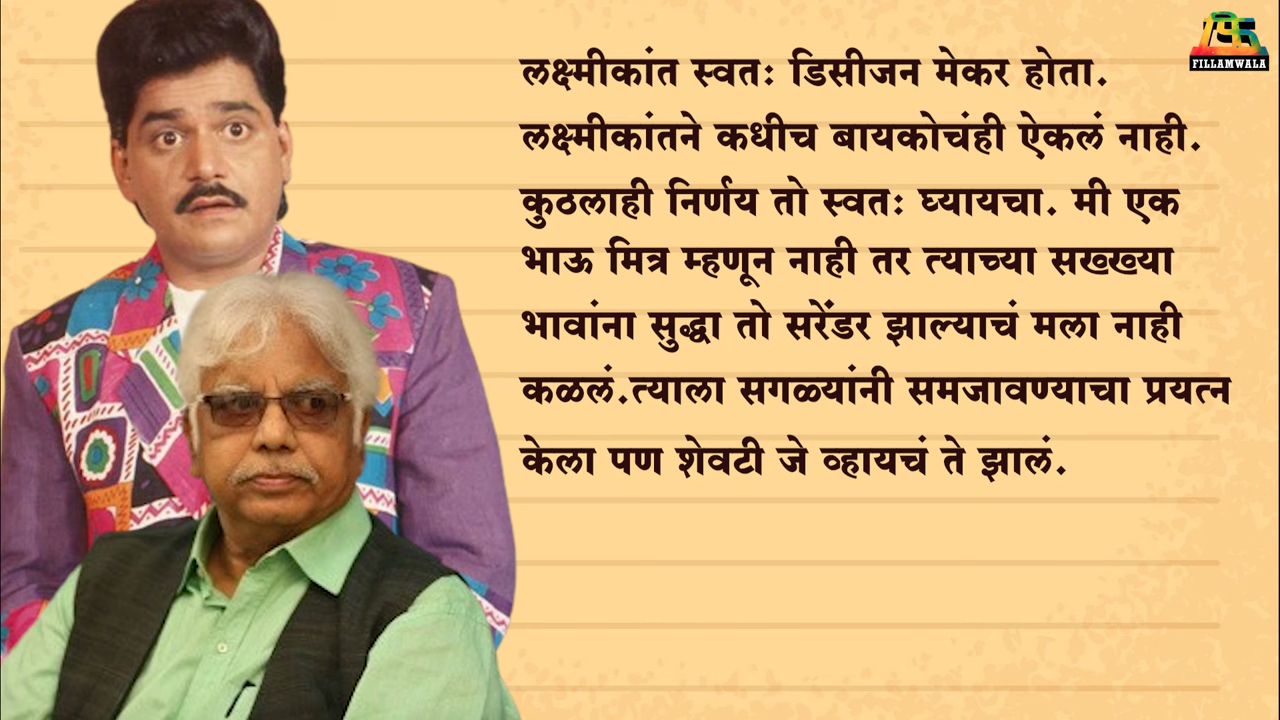 लक्ष्मीकांत स्वतः डिसीजन मेकर होता.
लक्ष्मीकांतने कधीच बायकोचंही ऐकलं नाही.
कुठलाही निर्णय तो स्वतः घ्यायचा. मी एक
भाऊ मित्र म्हणून नाही तर त्याच्या सख्ख्या
भावांना सुद्धा तो सरेंडर झाल्याचं मला नाही
कळलं.त्याला सगळ्यांनी समजावण्याचा प्रयत्न
केला पण शेवटी जे व्हायचं ते झालं.
FILLAMWALA